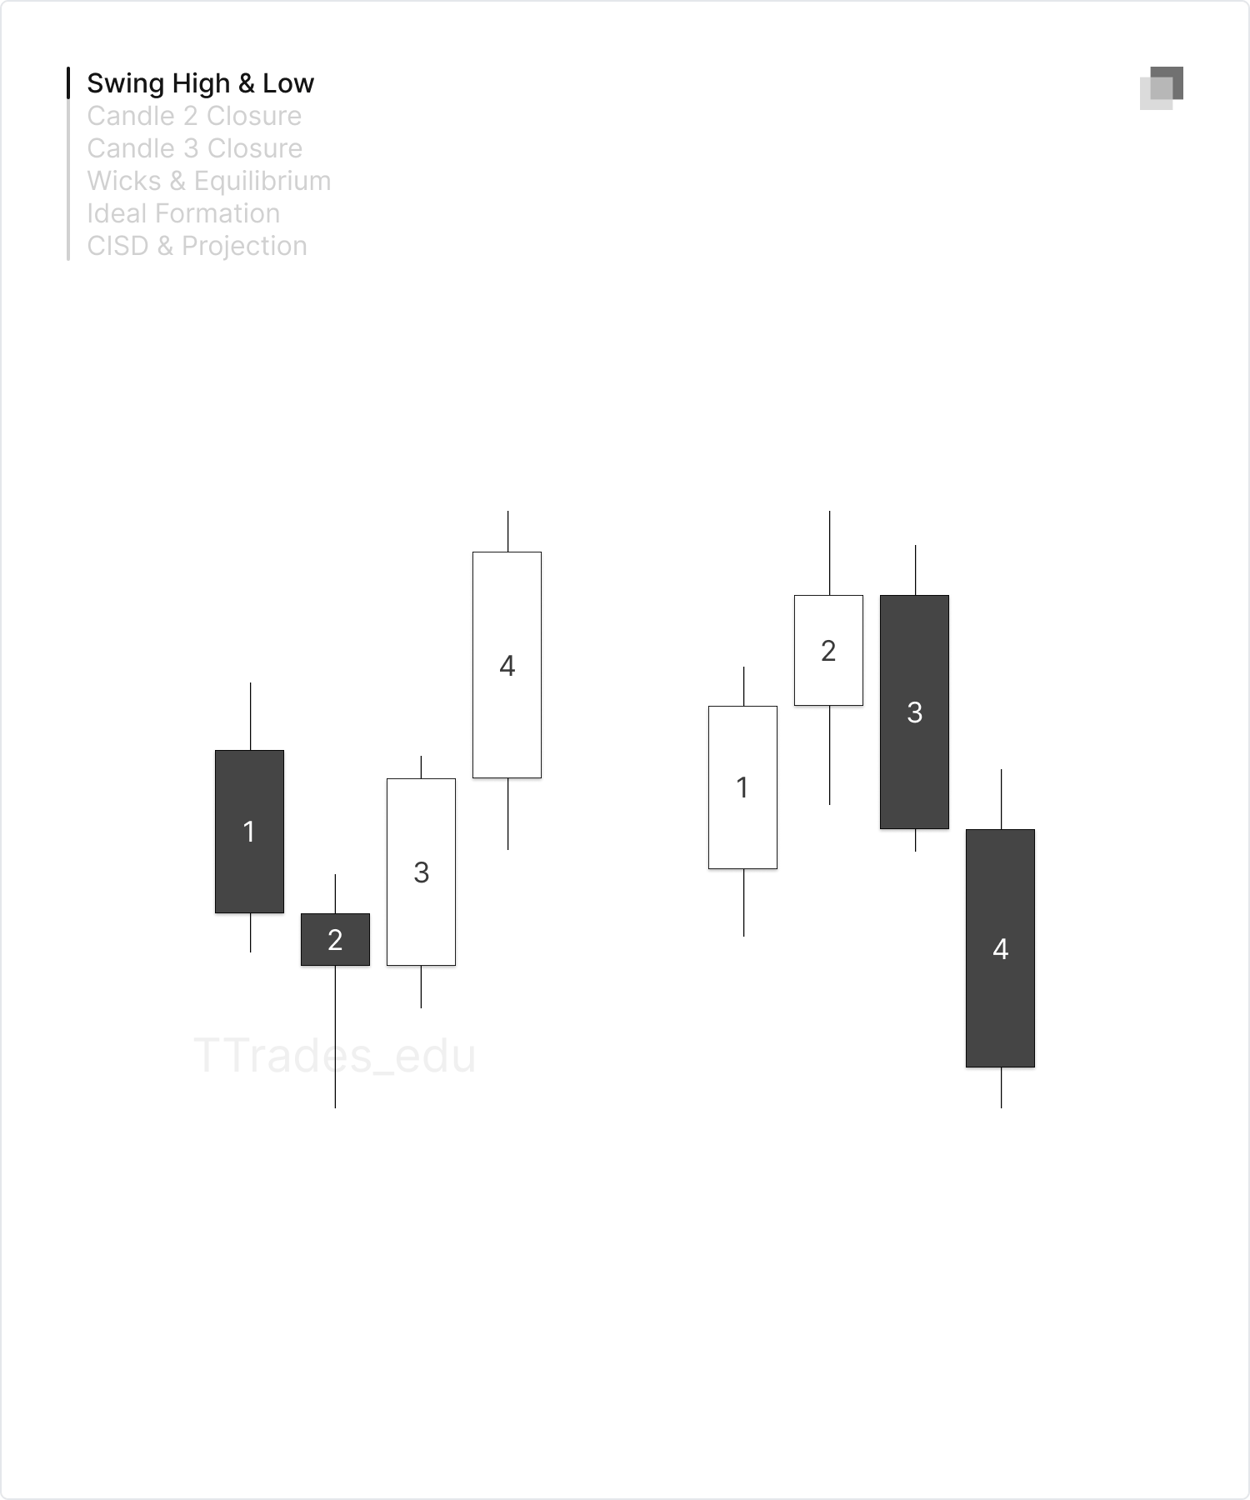 Swing High & Low
Candle 2 Closure
Candle 3 Closure
Wicks & Equilibrium
Ideal Formation
CISD & Projection
1
2
3
4
1
2
3
4
TTrades_edu